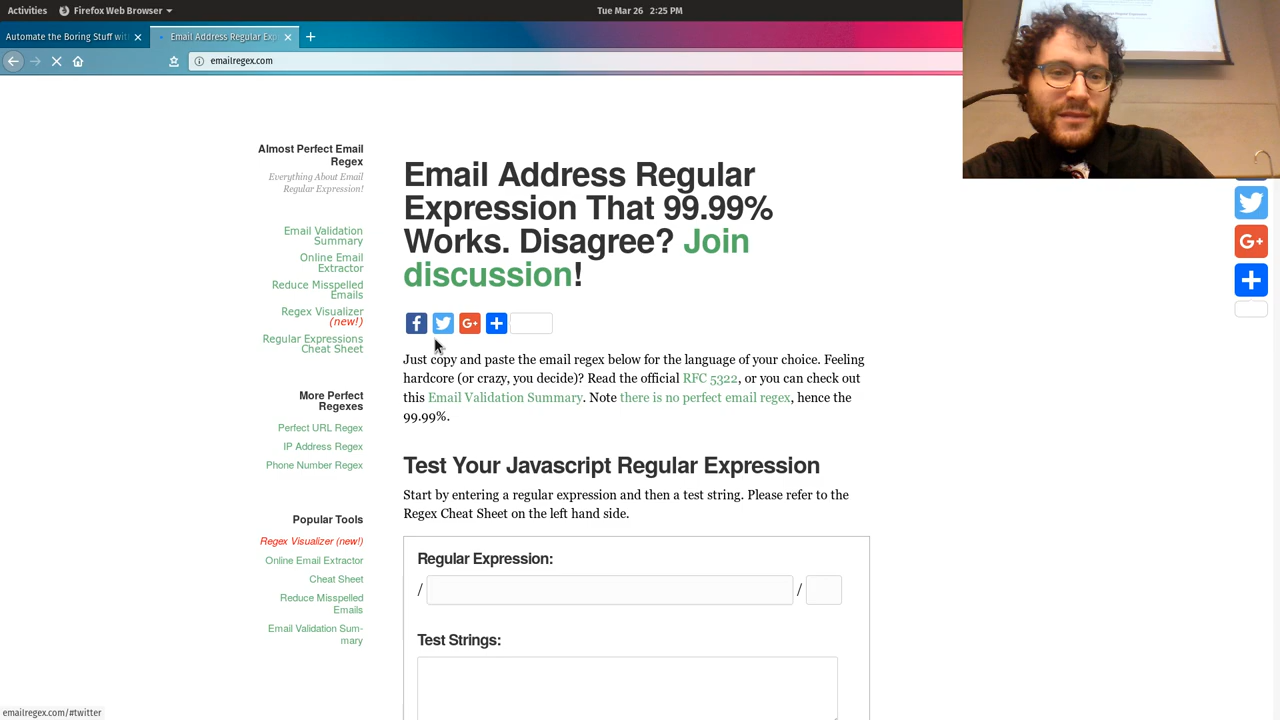 Activities
Firefox Web Browser
Tue Mar 26 2:25 PM
Automate the Boring Stuff wit
Email Address Regular Exp
emailregex.com
Almost Perfect Email
Regex
Everything About Email
Regular Expression!
Email Validation
Summary
Online Email
Extractor
Reduce Misspelled
Emails
Regex Visualizer
(new!)
Regular Expressions
Cheat Sheet
More Perfect
Regexes
Perfect URL Regex
IP Address Regex
Phone Number Regex
Popular Tools
Regex Visualizer (new!)
Online Email Extractor
Cheat Sheet
Reduce Misspelled
Emails
Email Validation Sum-
mary
Email Address Regular
Expression That 99.99%
Works. Disagree? Join
discussion!
Just copy and paste the email regex below for the language of your choice. Feeling
hardcore (or crazy, you decide)? Read the official RFC 5322, or you can check out
this Email Validation Summary. Note there is no perfect email regex, hence the
99.99%.
Test Your Javascript Regular Expression
Start by entering a regular expression and then a test string. Please refer to the
Regex Cheat Sheet on the left hand side.
Regular Expression:
/ /
Test Strings:
emailregex.com/#twitter